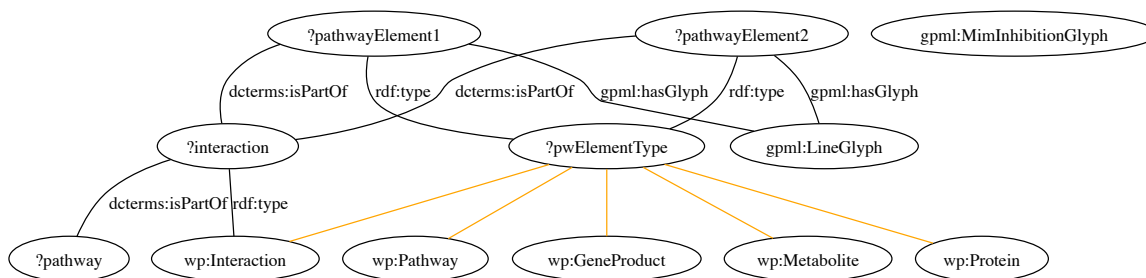 ?pathwayElement1
?pathwayElement2
gpml:MimInhibitionGlyph
dcterms:isPartOf
rdf:type
dcterms:isPartOf
gpml:hasGlyph
rdf:type
gpml:hasGlyph
?interaction
?pwElementType
gpml:LineGlyph
dcterms:isPartOf
rdf:type
?pathway
wp:Interaction
wp:Pathway
wp:GeneProduct
wp:Metabolite
wp:Protein